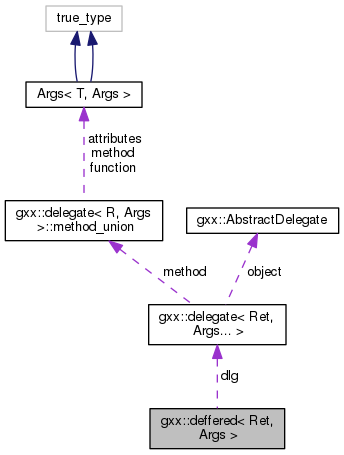 true_type
Args< T, Args >
attributes
method
function
gxx::delegate< R, Args
>::method_union
gxx::AbstractDelegate
method
object
gxx::delegate< Ret,
Args... >
dlg
gxx::deffered< Ret,
Args >